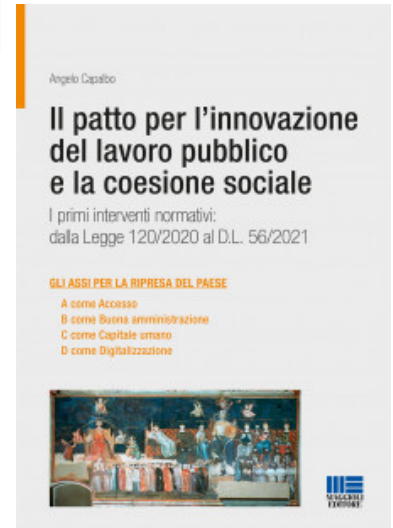 Angelo Capalbo
Il patto per l'innovazione
del lavoro pubblico
e la coesione sociale
I primi interventi normativi:
dalla Legge 120/2020 al D.L. 56/2021
GLI ASSI PER LA RIPRESA DEL PAESE
A come Accesso
B come Buona amministrazione
C come Capitale umano
D come Digitalizzazione
MAGGIOLI
EDITORE